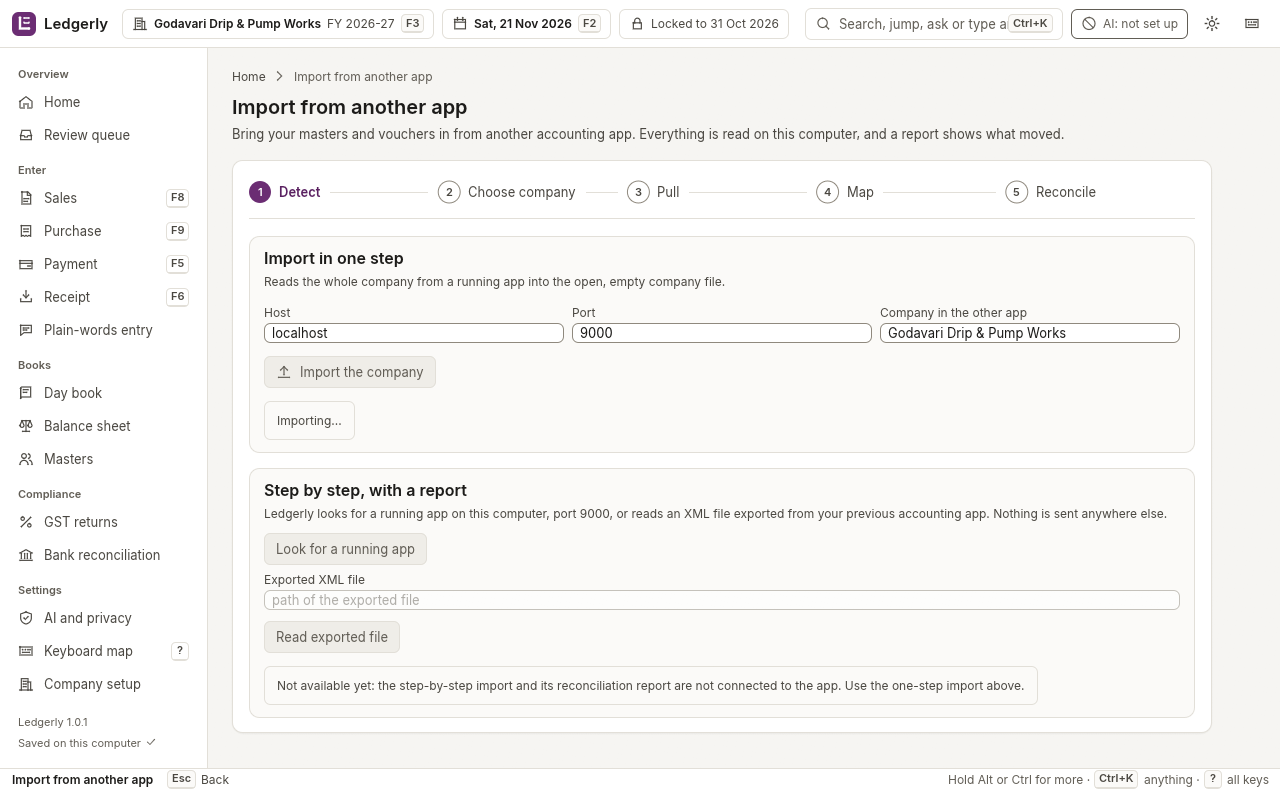 Ledgerly
Godavari Drip & Pump Works FY 2026-27 F3
Sat, 21 Nov 2026 F2
Locked to 31 Oct 2026
Search, jump, ask or type a Ctrl+K
AI: not set up
Overview
Home
Review queue
Enter
Sales F8
Purchase F9
Payment F5
Receipt F6
Plain-words entry
Books
Day book
Balance sheet
Masters
Compliance
GST returns
Bank reconciliation
Settings
AI and privacy
Keyboard map ?
Company setup
Ledgerly 1.0.1
Saved on this computer
Home Import from another app
Import from another app
Bring your masters and vouchers in from another accounting app. Everything is read on this computer, and a report shows what moved.
1 Detect 2 Choose company 3 Pull 4 Map 5 Reconcile
Import in one step
Reads the whole company from a running app into the open, empty company file.
Host Port Company in the other app
localhost 9000 Godavari Drip & Pump Works
Import the company
Importing...
Step by step, with a report
Ledgerly looks for a running app on this computer, port 9000, or reads an XML file exported from your previous accounting app. Nothing is sent anywhere else.
Look for a running app
Exported XML file
path of the exported file
Read exported file
Not available yet: the step-by-step import and its reconciliation report are not connected to the app. Use the one-step import above.
Import from another app Esc Back
Hold Alt or Ctrl for more · Ctrl+K anything · ? all keys